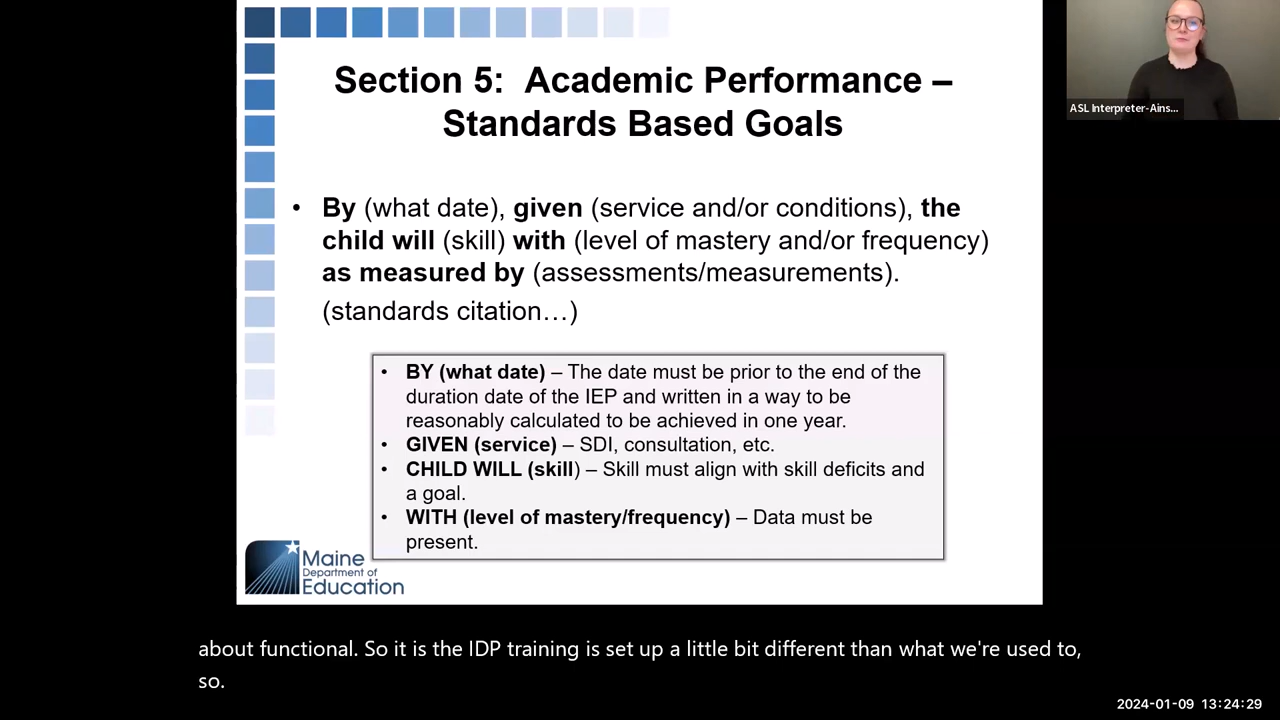 Section 5:  Academic Performance –
Standards Based Goals
• By (what date), given (service and/or conditions), the
child will (skill) with (level of mastery and/or frequency)
as measured by (assessments/measurements).
(standards citation…)
• BY (what date) – The date must be prior to the end of the
duration date of the IEP and written in a way to be
reasonably calculated to be achieved in one year.
• GIVEN (service) – SDI, consultation, etc.
• CHILD WILL (skill) – Skill must align with skill deficits and
a goal.
• WITH (level of mastery/frequency) – Data must be
present.
Maine
Department of
Education
ASL Interpreter-Ains...
about functional. So it is the IDP training is set up a little bit different than what we're used to,
so.
2024-01-09 13:24:29